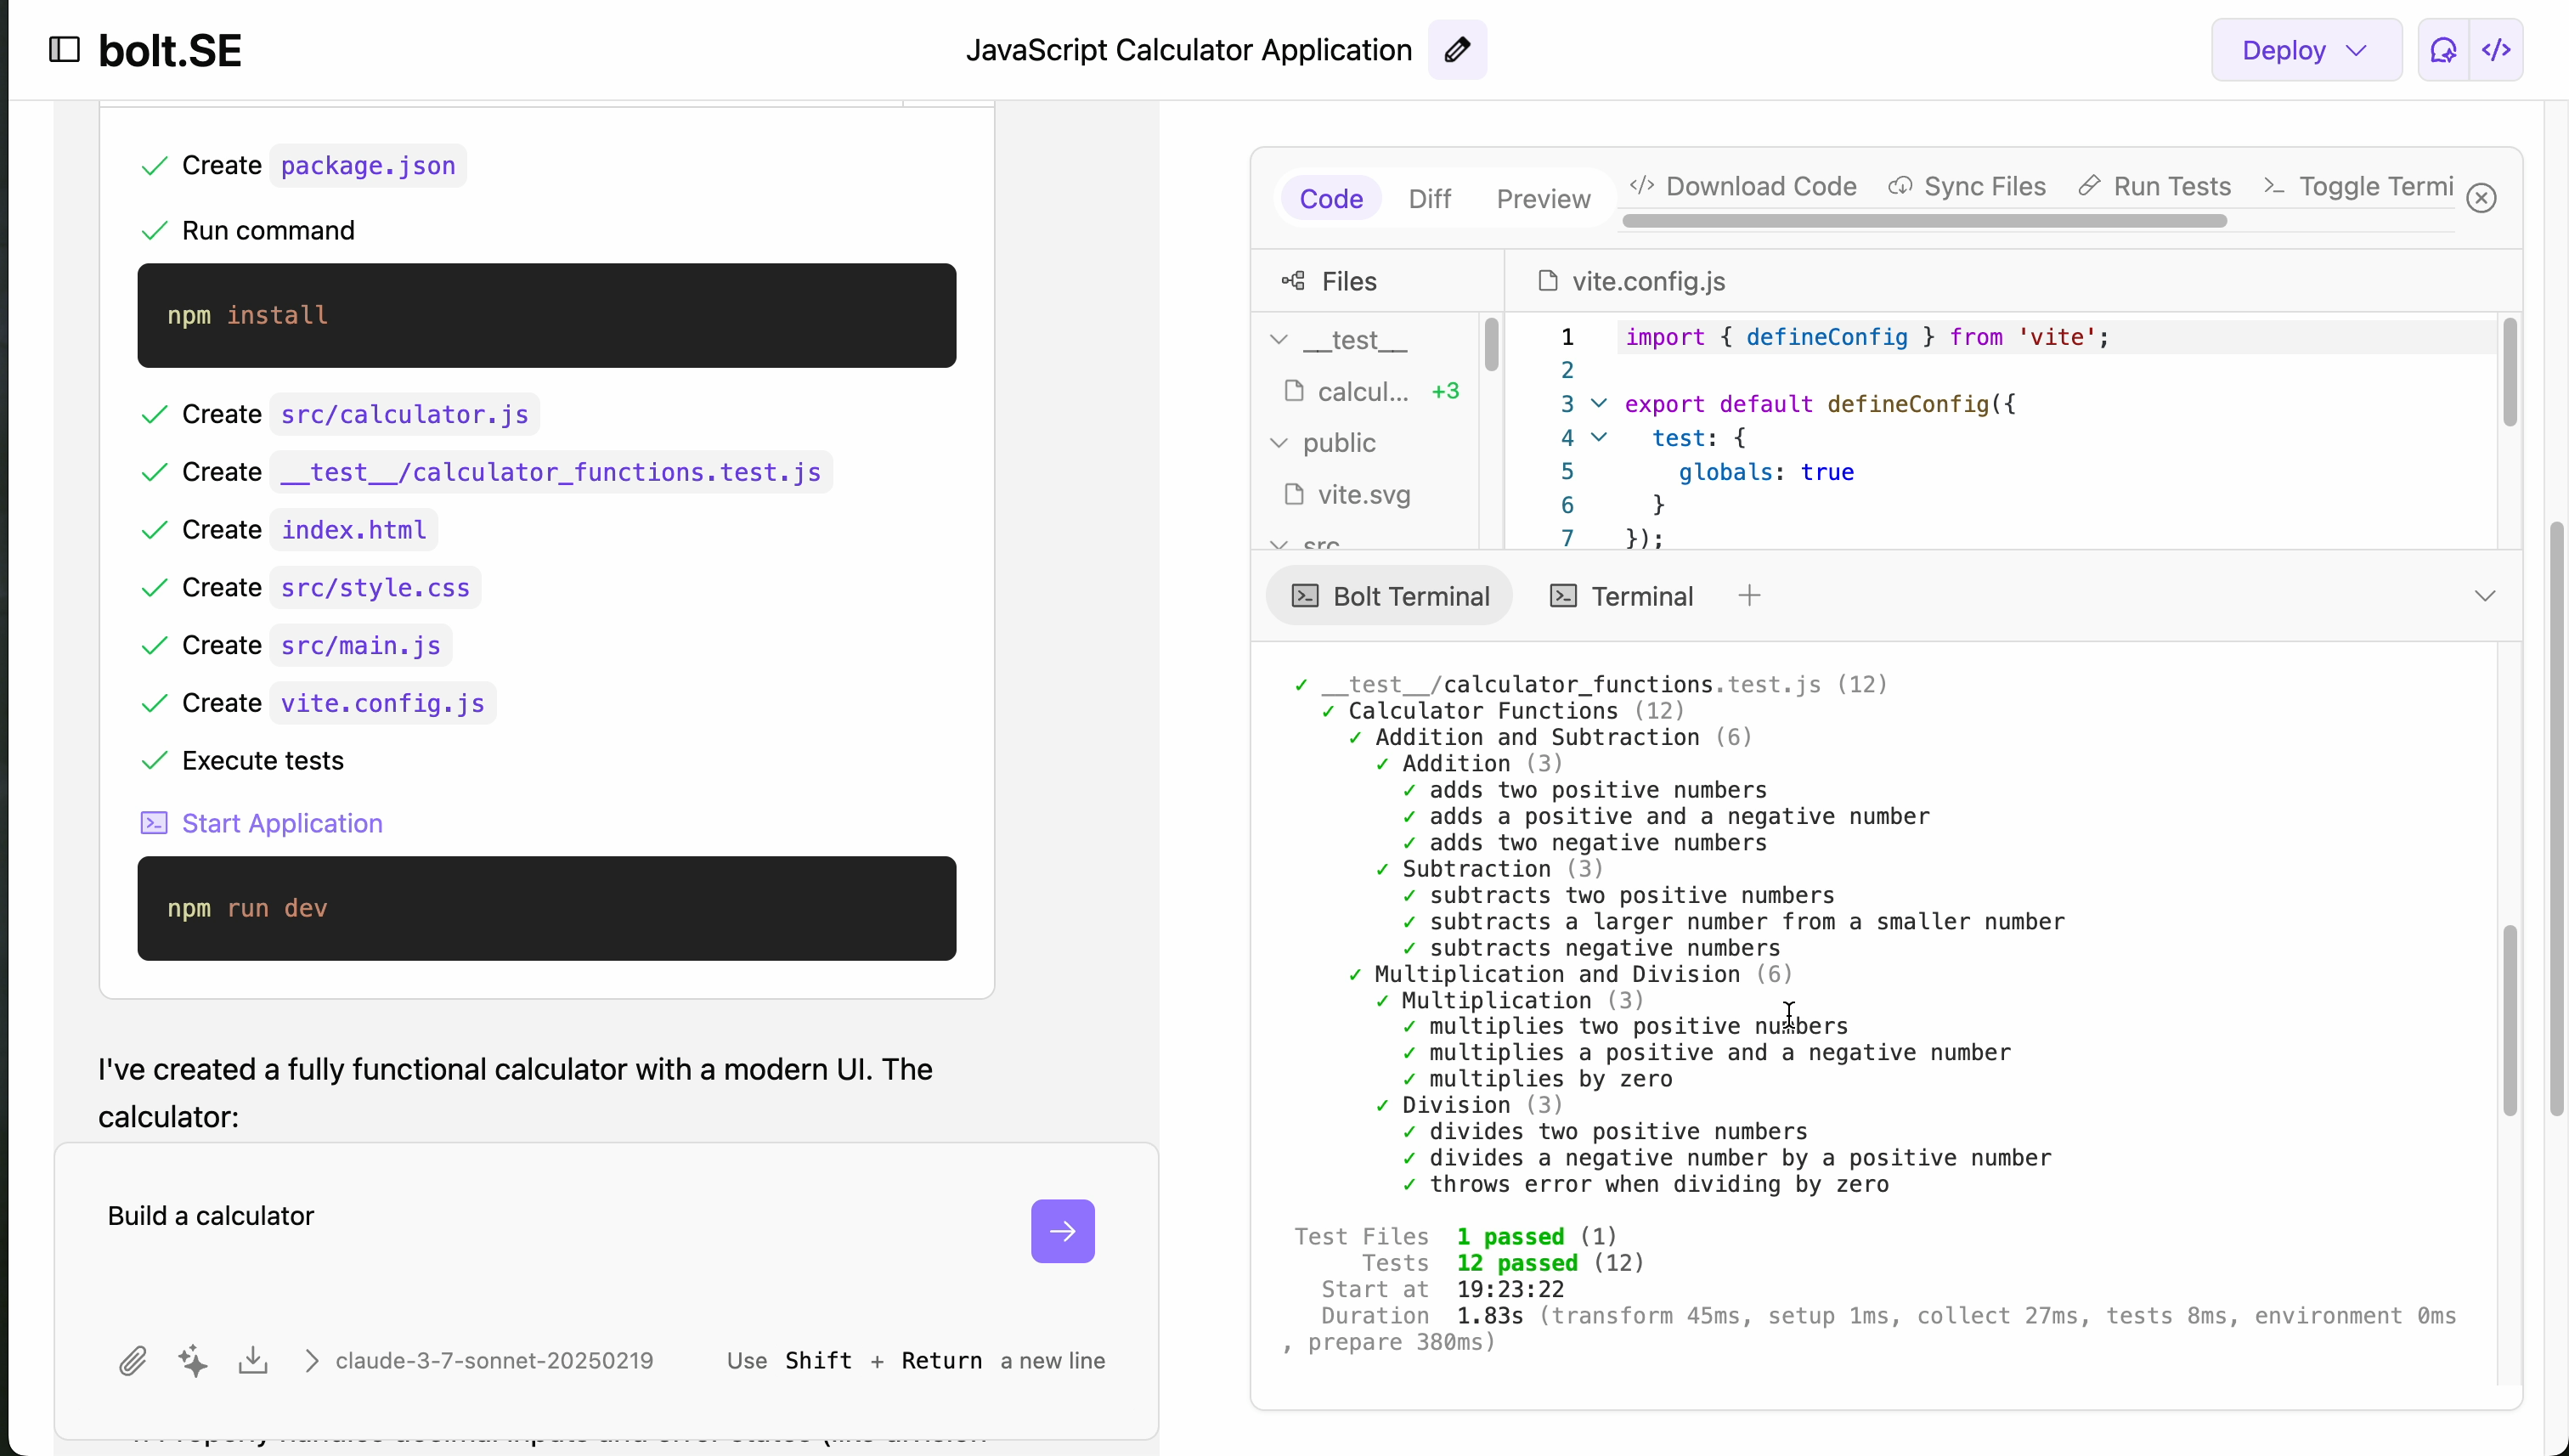 bolt.SE
JavaScript Calculator Application
Deploy
Create package.json
Run command
npm install
Create src/calculator.js
Create __test__/calculator_functions.test.js
Create index.html
Create src/style.css
Create src/main.js
Create vite.config.js
Execute tests
Start Application
npm run dev
I've created a fully functional calculator with a modern UI. The
calculator:
Build a calculator
claude-3-7-sonnet-20250219
Use Shift + Return a new line
Code Diff Preview </> Download Code Sync Files Run Tests Toggle Termi
Files
__test__
calcul... +3
public
vite.svg
src
vite.config.js
1 import { defineConfig } from 'vite';
2
3 export default defineConfig({
4 test: {
5 globals: true
6 }
7 });
Bolt Terminal Terminal +
✓ __test__/calculator_functions.test.js (12)
✓ Calculator Functions (12)
✓ Addition and Subtraction (6)
✓ Addition (3)
✓ adds two positive numbers
✓ adds a positive and a negative number
✓ adds two negative numbers
✓ Subtraction (3)
✓ subtracts two positive numbers
✓ subtracts a larger number from a smaller number
✓ subtracts negative numbers
✓ Multiplication and Division (6)
✓ Multiplication (3)
✓ multiplies two positive numbers
✓ multiplies a positive and a negative number
✓ multiplies by zero
✓ Division (3)
✓ divides two positive numbers
✓ divides a negative number by a positive number
✓ throws error when dividing by zero
Test Files 1 passed (1)
Tests 12 passed (12)
Start at 19:23:22
Duration 1.83s (transform 45ms, setup 1ms, collect 27ms, tests 8ms, environment 0ms
, prepare 380ms)